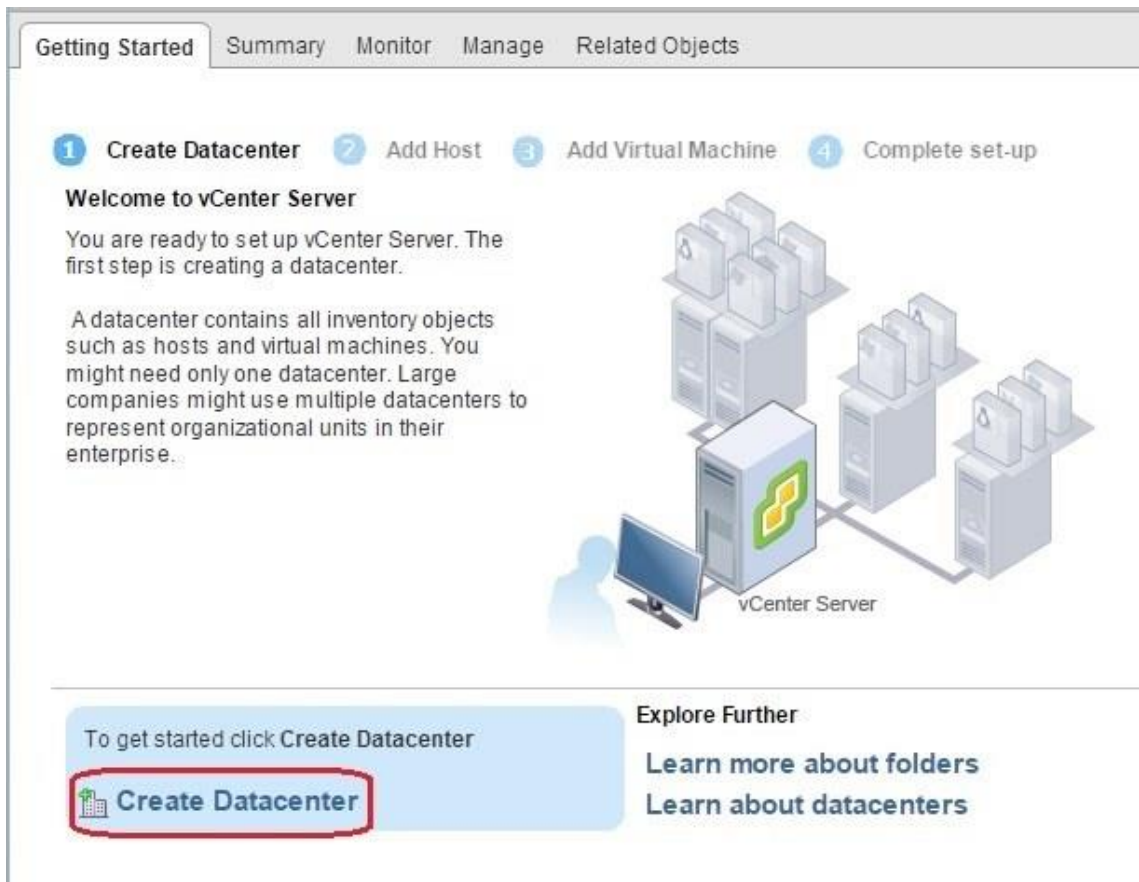 Getting Started Summary Monitor Manage Related Objects
1 Create Datacenter 2 Add Host 3 Add Virtual Machine 4 Complete set-up
Welcome to vCenter Server
You are ready to set up vCenter Server. The
first step is creating a datacenter.
A datacenter contains all inventory objects
such as hosts and virtual machines. You
might need only one datacenter. Large
companies might use multiple datacenters to
represent organizational units in their
enterprise.
vCenter Server
To get started click Create Datacenter
Create Datacenter
Explore Further
Learn more about folders
Learn about datacenters